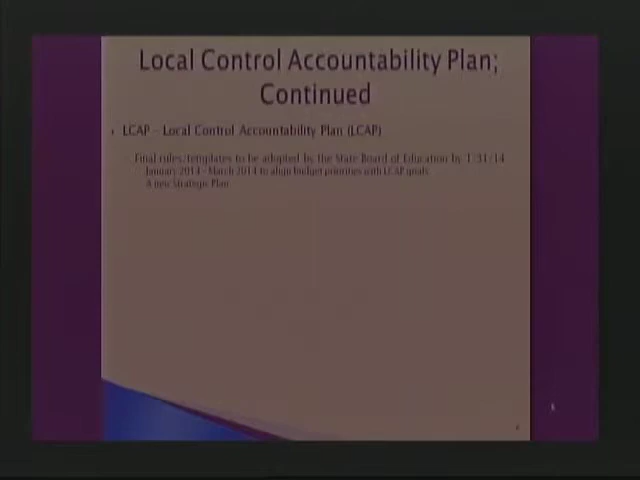 Local Control Accountability Plan;
Continued
LCAP – Local Control Accountability Plan (LCAP)
Final rules/templates to be adopted by the State Board of Education by 1/31/14
January 2014 – March 2014 to align budget priorities with LCAP goals
A new Strategic Plan